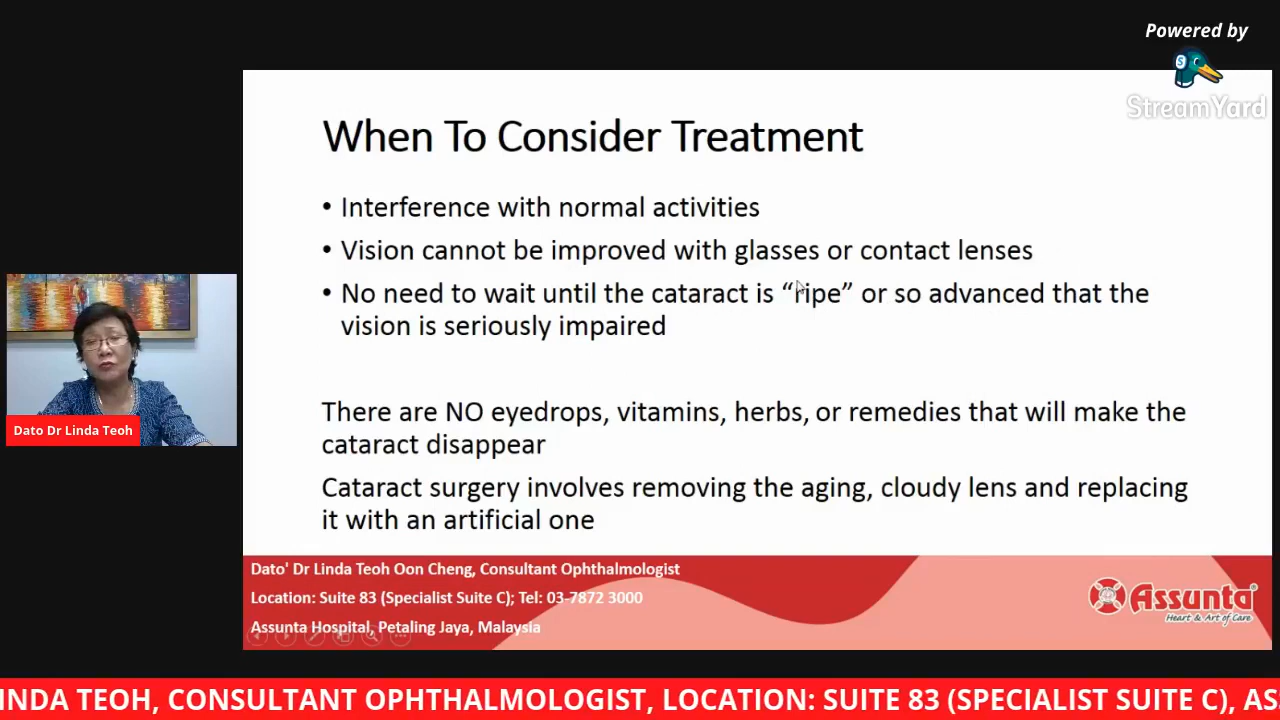 Powered by
S
StreamYard
When To Consider Treatment
• Interference with normal activities
• Vision cannot be improved with glasses or contact lenses
• No need to wait until the cataract is “ripe” or so advanced that the
vision is seriously impaired
There are NO eyedrops, vitamins, herbs, or remedies that will make the
cataract disappear
Cataract surgery involves removing the aging, cloudy lens and replacing
it with an artificial one
Dato Dr Linda Teoh
Dato' Dr Linda Teoh Oon Cheng, Consultant Ophthalmologist
Location: Suite 83 (Specialist Suite C); Tel: 03-7872 3000
Assunta Hospital, Petaling Jaya, Malaysia
Assunta
Heart & Art of Care
INDA TEOH, CONSULTANT OPHTHALMOLOGIST, LOCATION: SUITE 83 (SPECIALIST SUITE C), AS